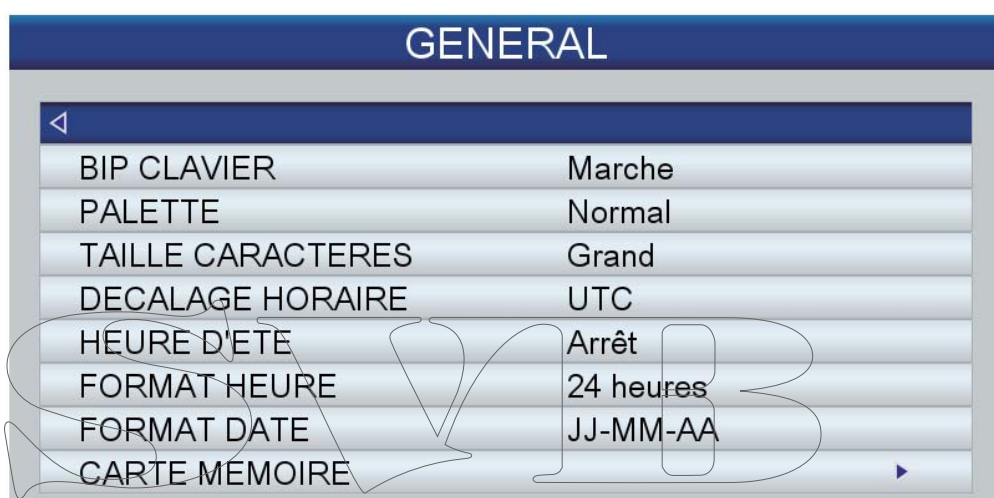 GENERAL
BIP CLAVIER Marche
PALETTE Normal
TAILLE CARACTERES Grand
DECALAGE HORAIRE UTC
HEURE D'ETE Arrêt
FORMAT HEURE 24 heures
FORMAT DATE JJ-MM-AA
CARTE MEMOIRE
SVB